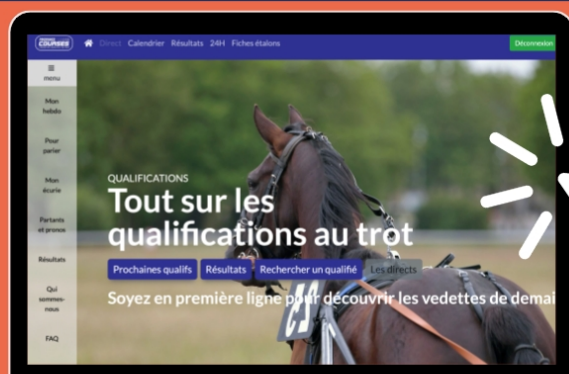 COURSES
Direct Calendrier Résultats 24H Fiches étalons
Déconnexion
menu
Mon
hebdo
Pour
parier
Mon
écurie
Partants
et pronos
Résultats
Qui
sommes-
nous
FAQ
QUALIFICATIONS
Tout sur les
qualifications au trot
Prochaines qualifs Résultats Rechercher un qualifié Les directs
Soyez en première ligne pour découvrir les vedettes de demai